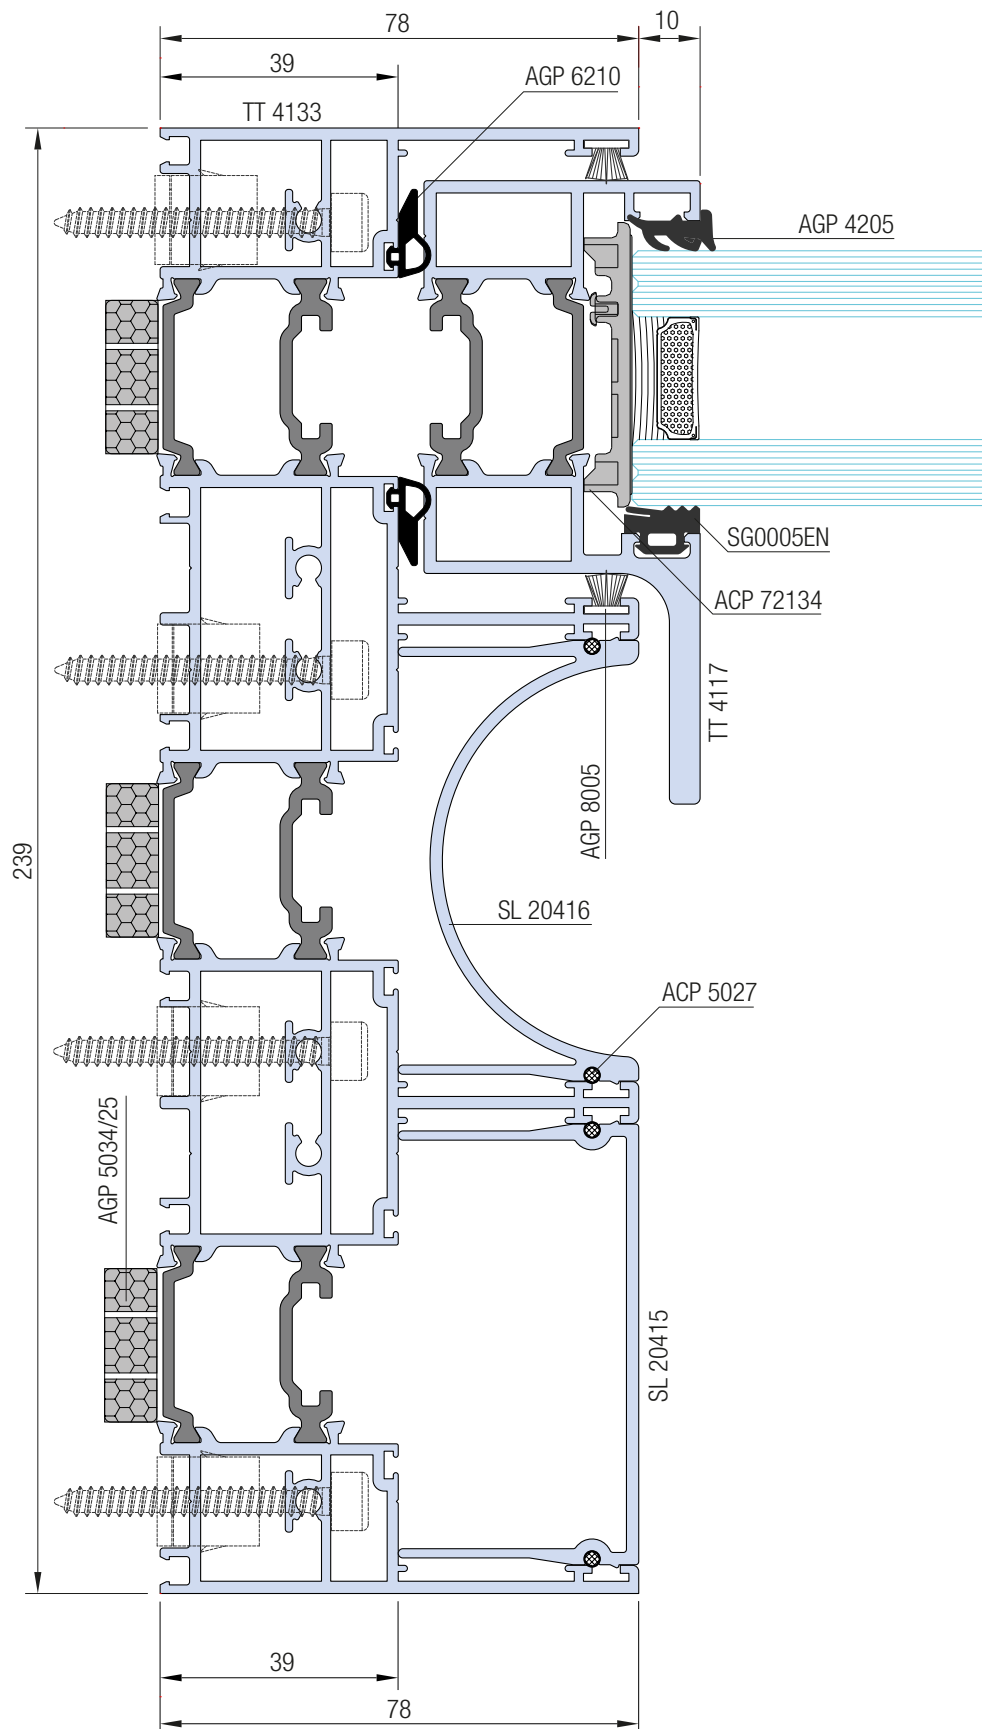 78
10
39
AGP 6210
TT 4133
AGP 4205
SG0005EN
ACP 72134
TT 4117
AGP 8005
239
SL 20416
ACP 5027
AGP 5034/25
SL 20415
39
78